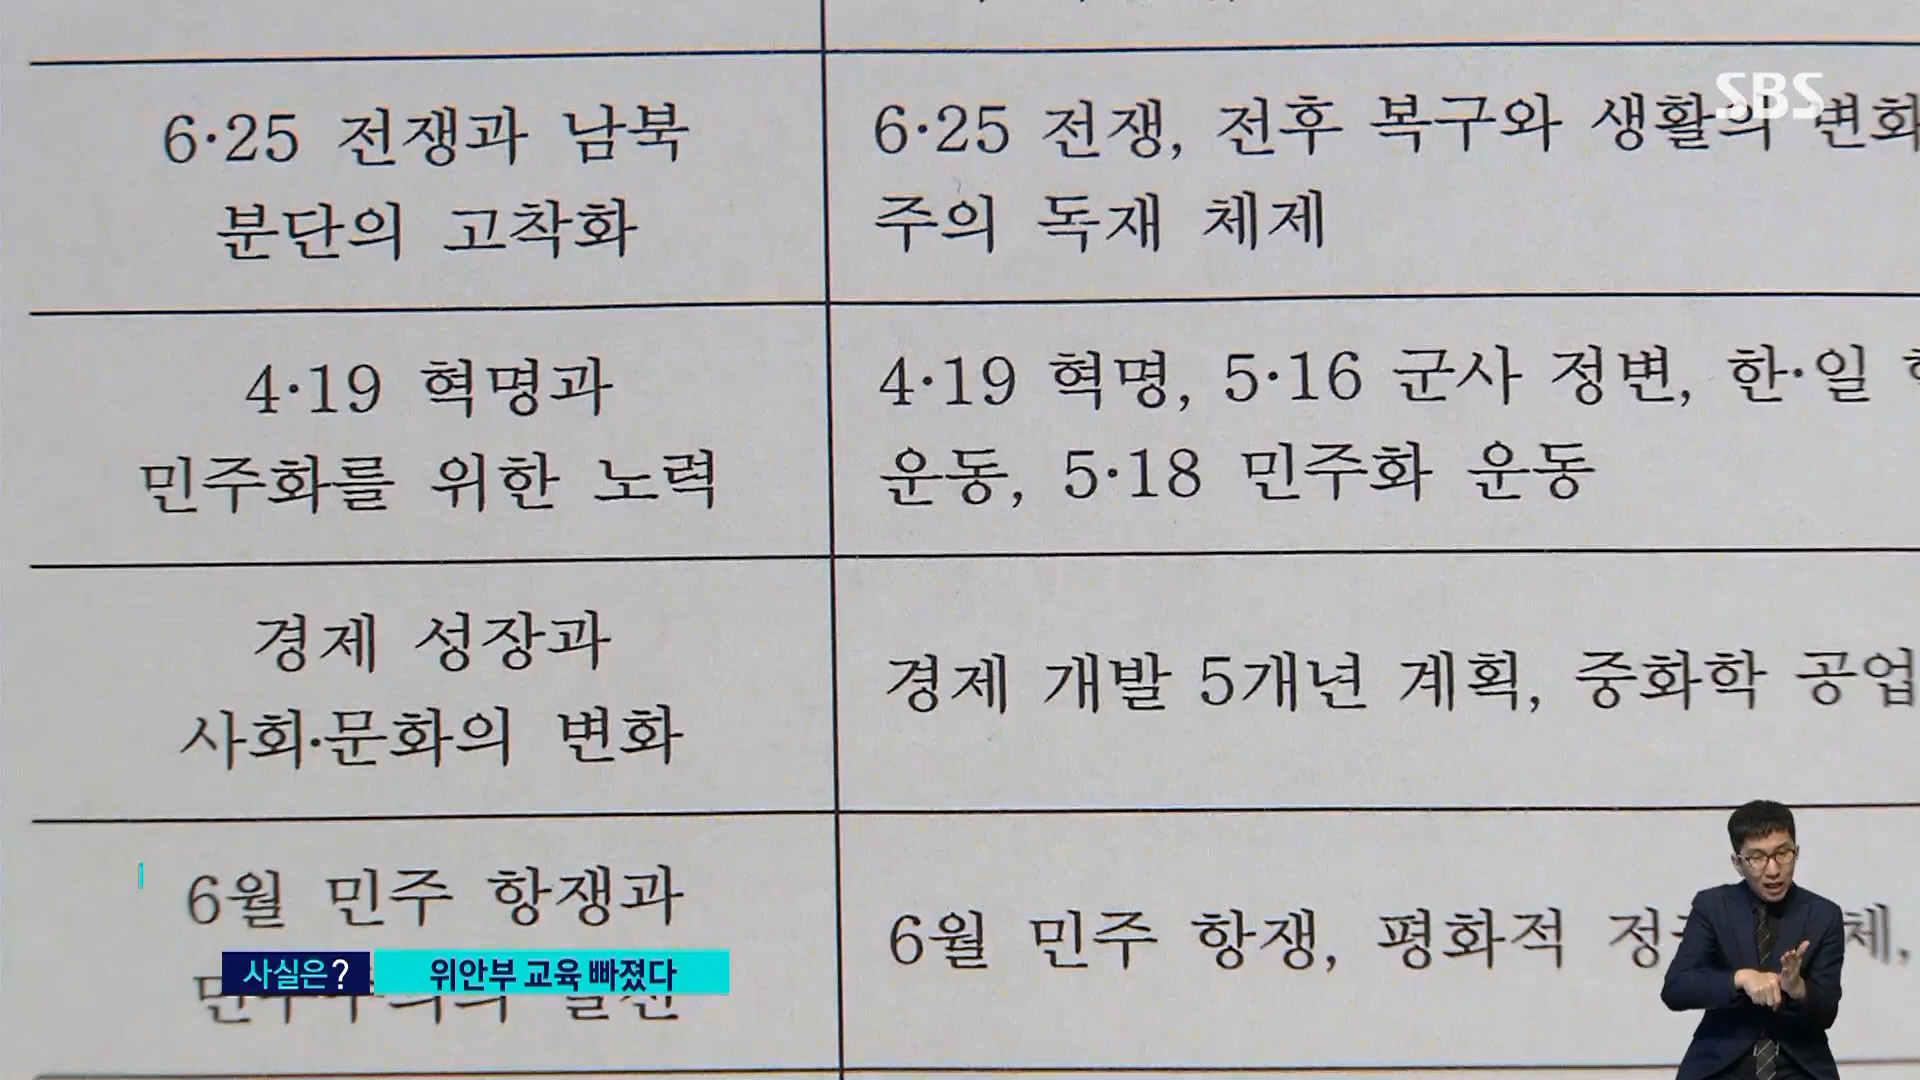 6·25 전쟁과 남북
분단의 고착화
6·25 전쟁, 전후 복구와 생활의 변화
주의 독재 체제
SBS
4·19 혁명과
민주화를 위한 노력
4·19 혁명, 5·16 군사 정변, 한·일
운동, 5·18 민주화 운동
경제 성장과
사회·문화의 변화
경제 개발 5개년 계획, 중화학 공업
6월 민주 항쟁과
6월 민주 항쟁, 평화적 체,
사실은?
위안부 교육 빠졌다